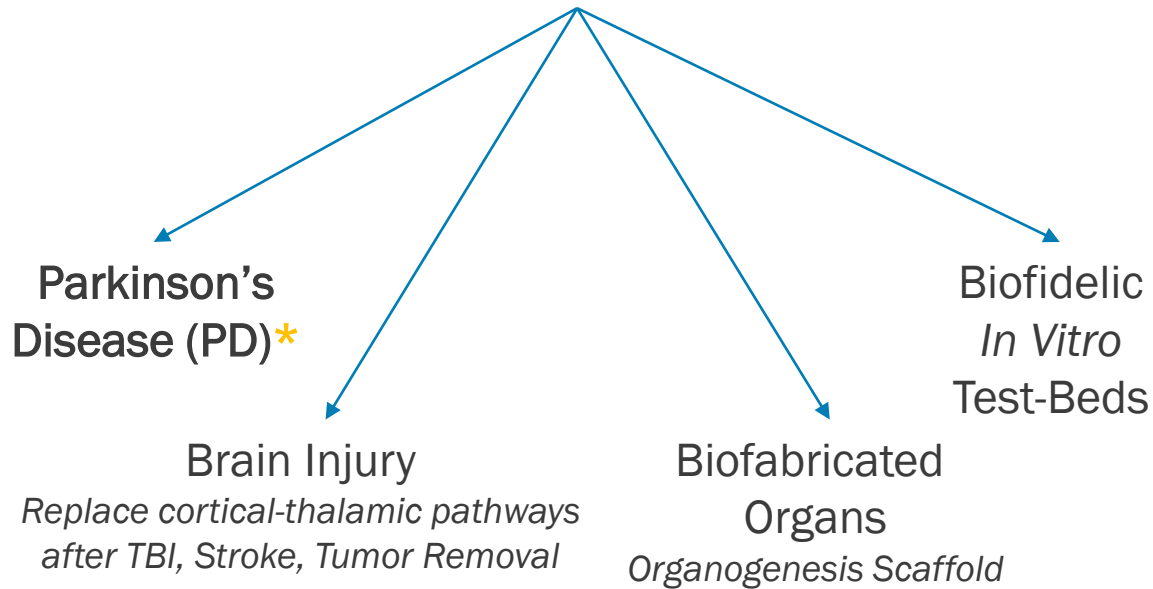 Parkinson's
Disease (PD)*
Biofidelic
In Vitro
Test-Beds
Brain Injury
Replace cortical-thalamic pathways
after TBI, Stroke, Tumor Removal
Biofabricated
Organs
Organogenesis Scaffold